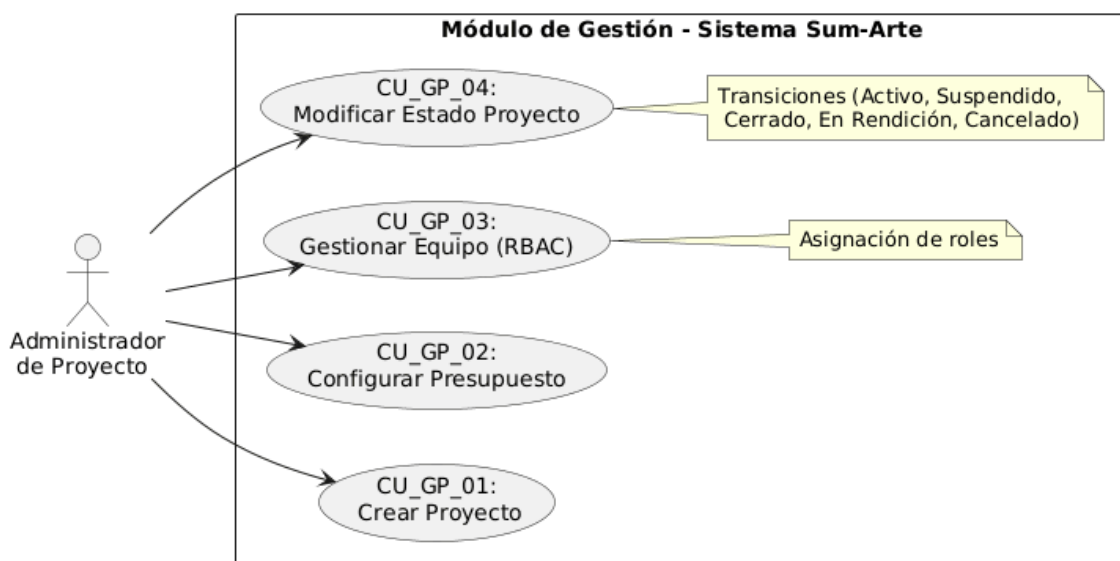 Módulo de Gestión - Sistema Sum-Arte
CU_GP_04:
Modificar Estado Proyecto
Transiciones (Activo, Suspendido,
Cerrado, En Rendición, Cancelado)
CU_GP_03:
Gestionar Equipo (RBAC)
Asignación de roles
Administrador
de Proyecto
CU_GP_02:
Configurar Presupuesto
CU_GP_01:
Crear Proyecto